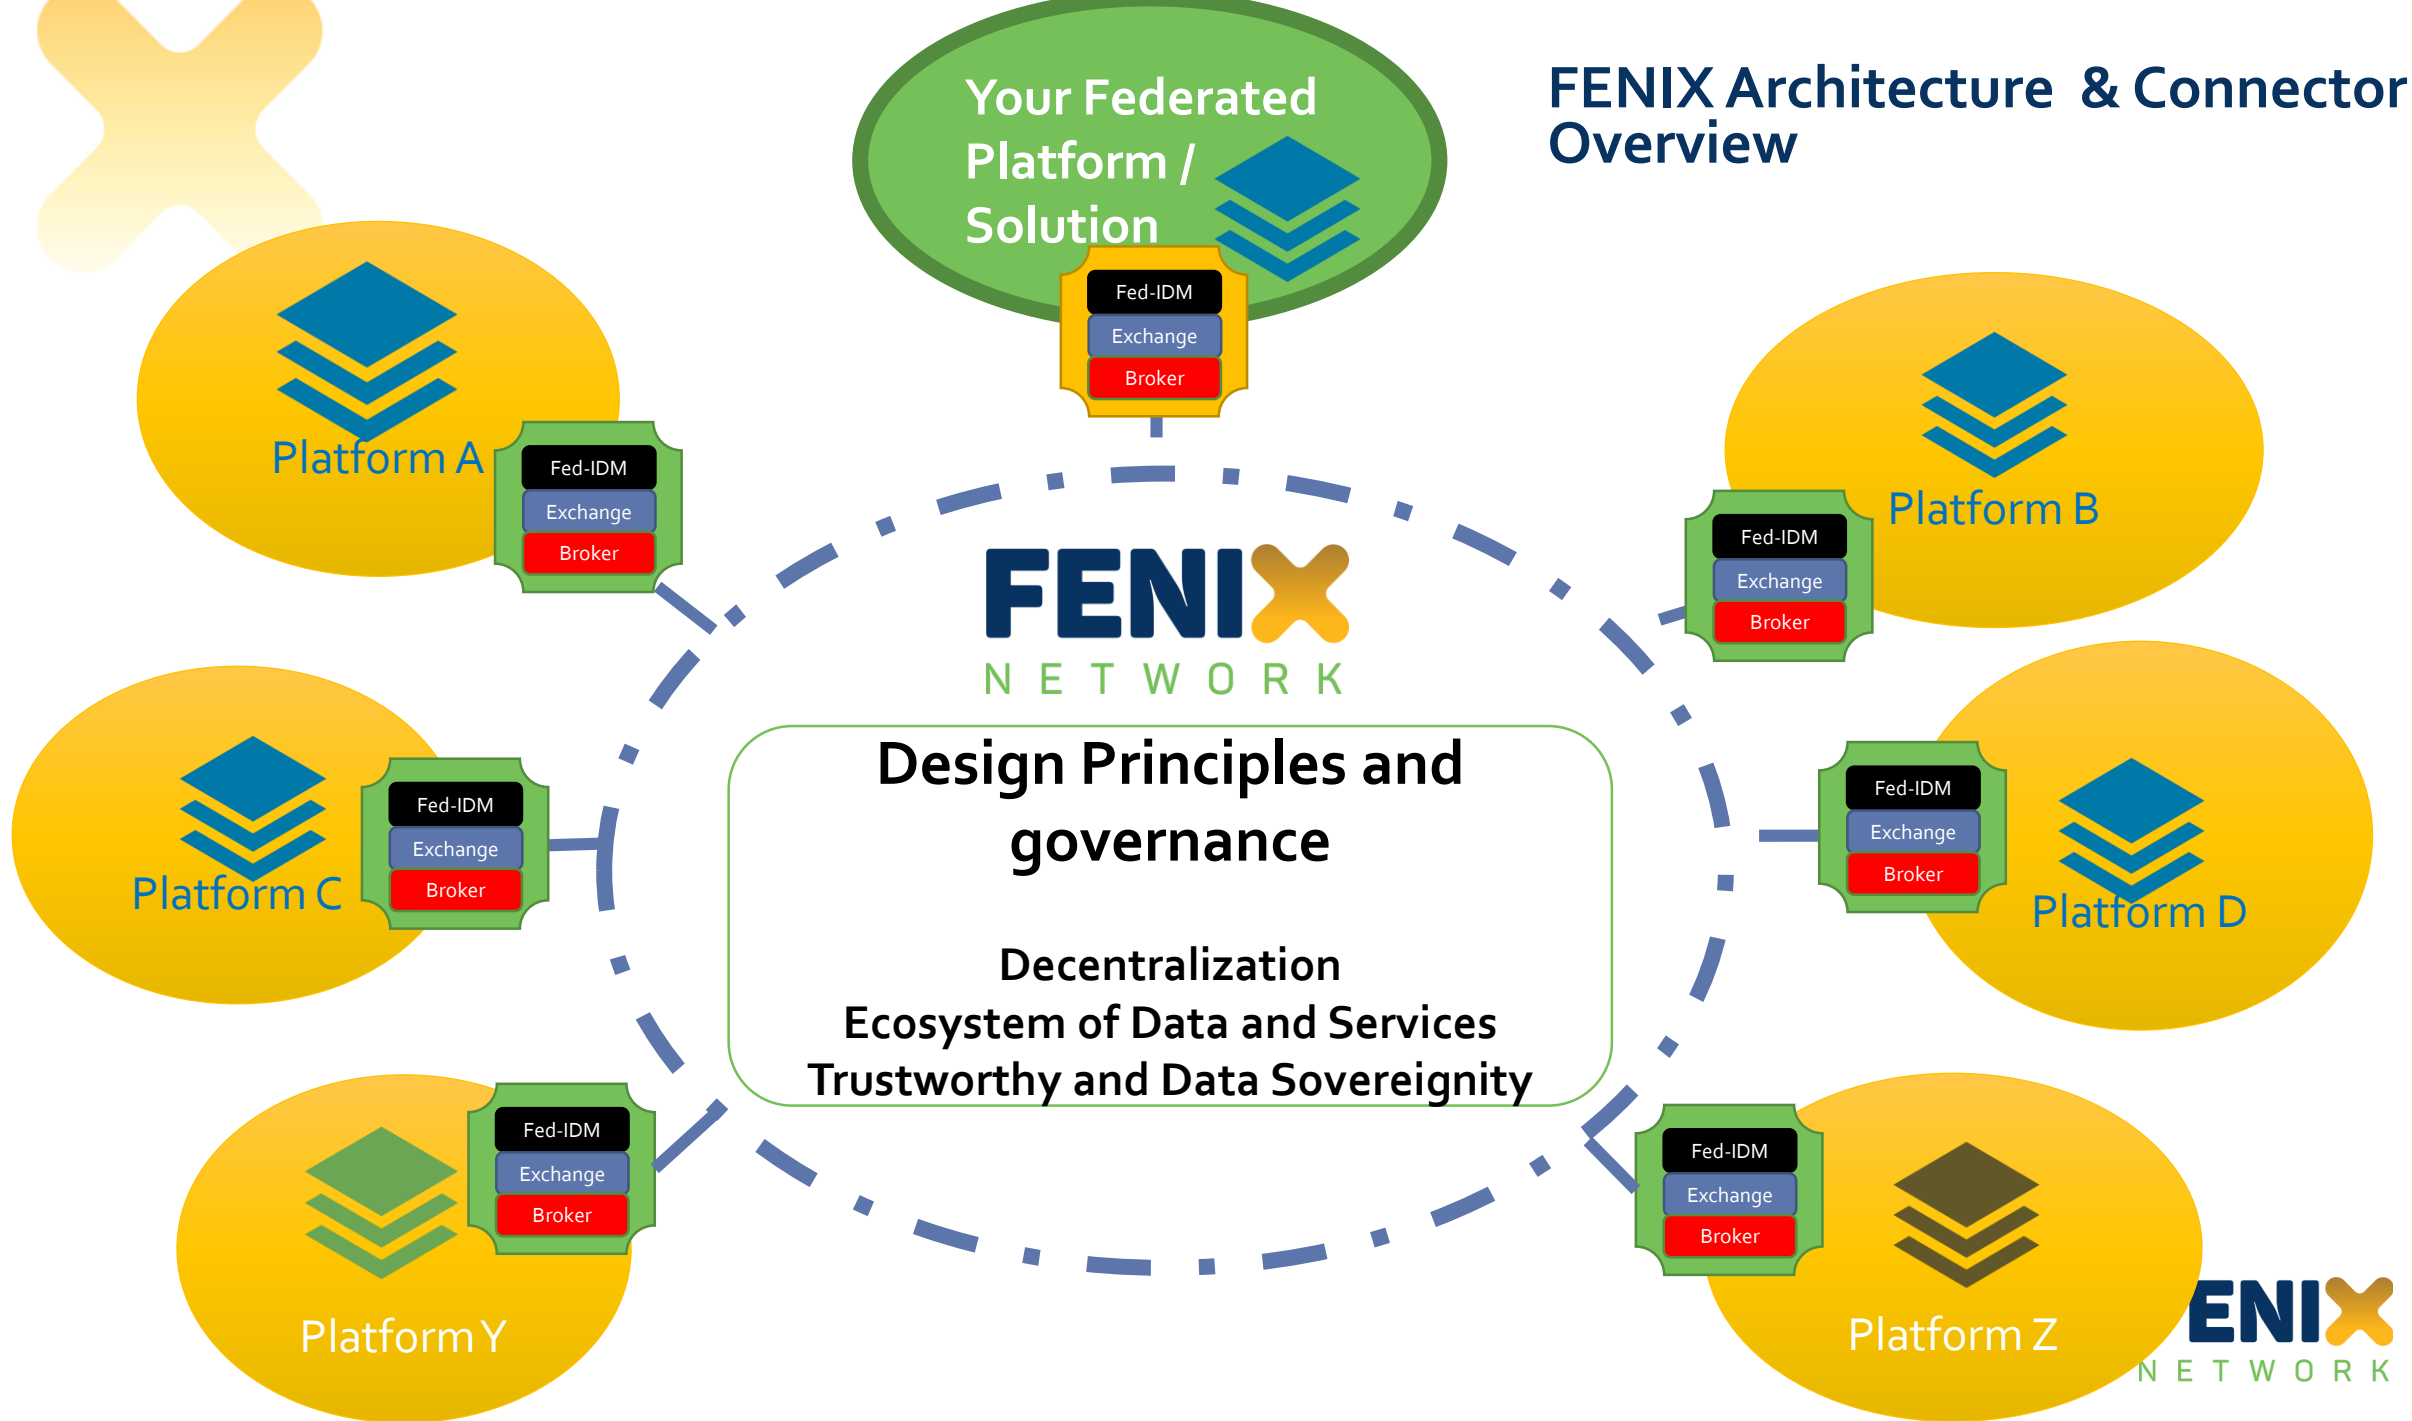 FENIX Architecture & Connector
Overview
Your Federated
Platform /
Solution
Fed-IDM
Exchange
Broker
Platform A
Fed-IDM
Exchange
Broker
Platform B
Fed-IDM
Exchange
Broker
FENIX
NETWORK
Design Principles and
governance
Decentralization
Ecosystem of Data and Services
Trustworthy and Data Sovereignity
Platform C
Fed-IDM
Exchange
Broker
Fed-IDM
Exchange
Broker
Platform D
Fed-IDM
Exchange
Broker
Platform Y
Fed-IDM
Exchange
Broker
Platform Z
ENIX
NETWORK